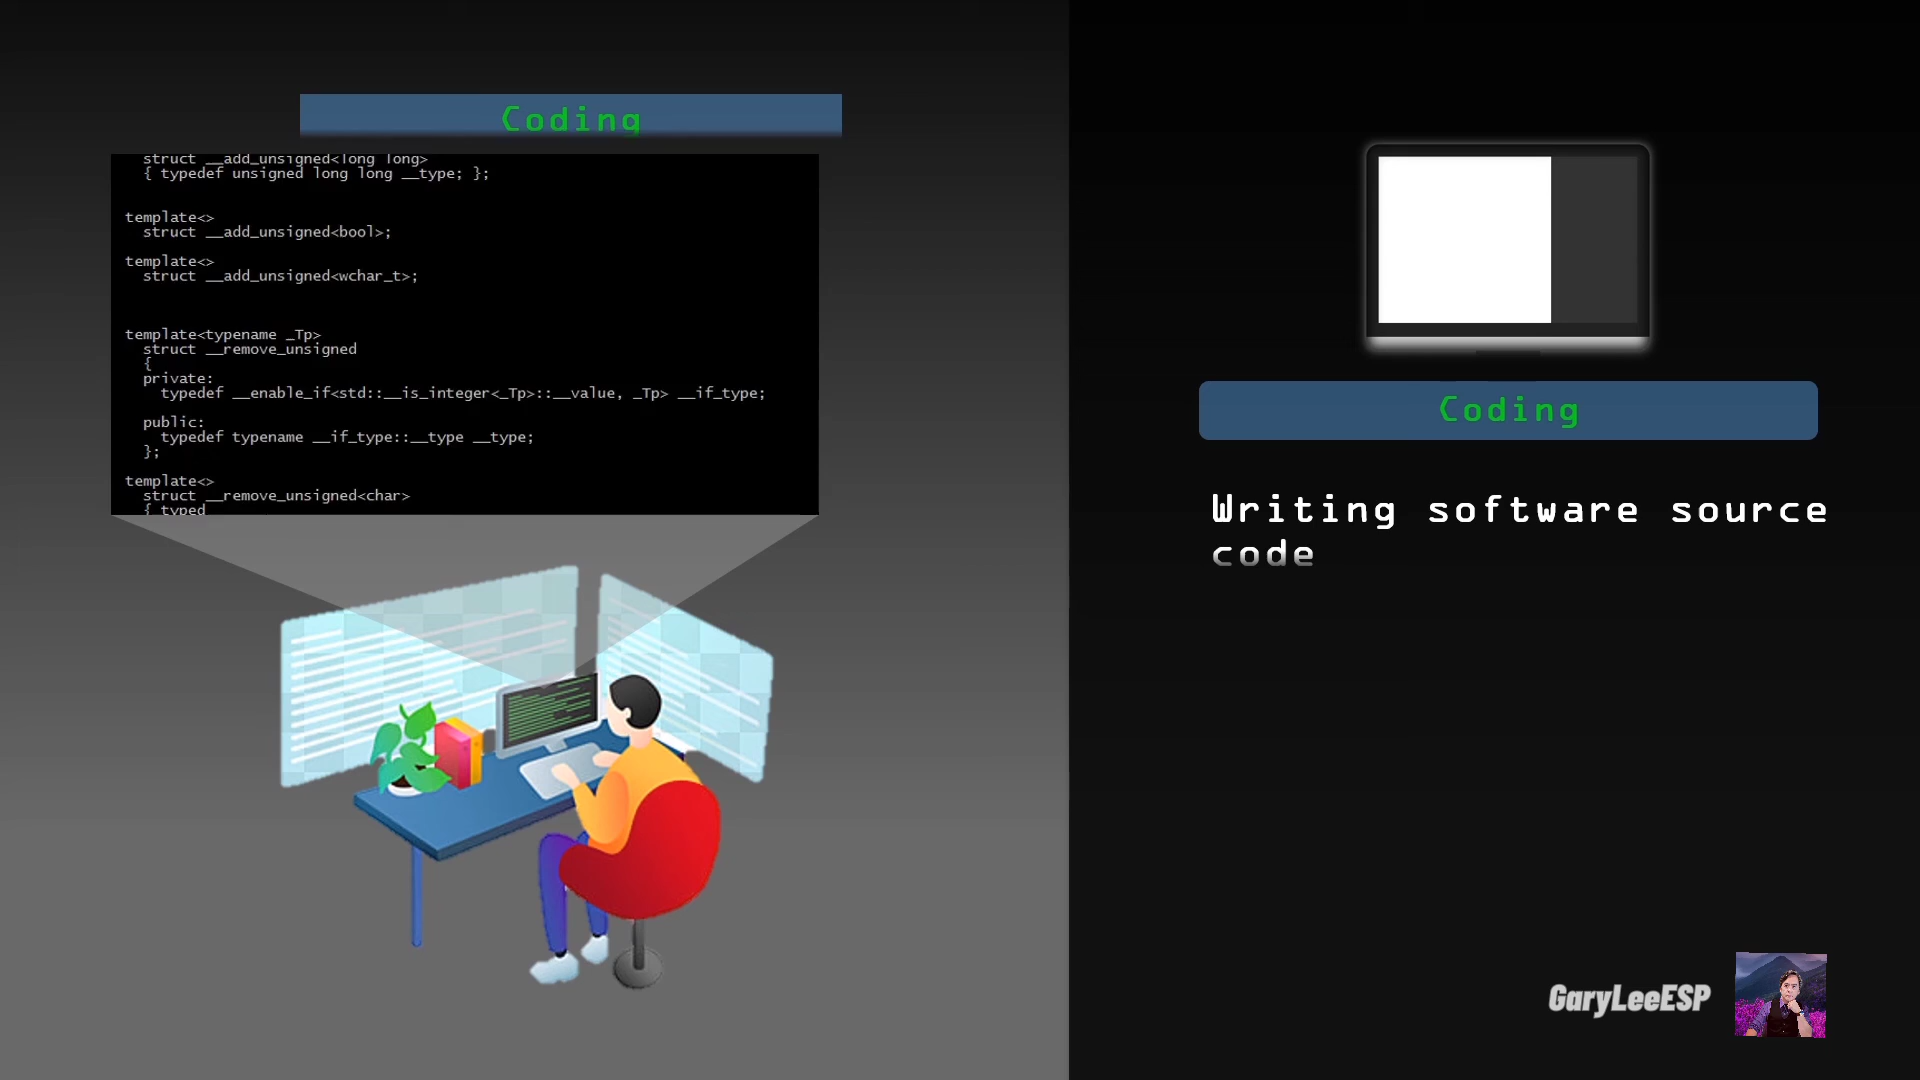 Coding
struct __add_unsigned<long long>
{ typedef unsigned long long __type; };
template<>
struct __add_unsigned<bool>;
template<>
struct __add_unsigned<wchar_t>;
template<typename _Tp>
struct __remove_unsigned
{
private:
typedef __enable_if<std::__is_integer<_Tp>::__value, _Tp> __if_type;
public:
typedef typename __if_type::__type __type;
};
template<>
struct __remove_unsigned<char>
{ typed
Coding
Writing software source
code
GaryLeeESP